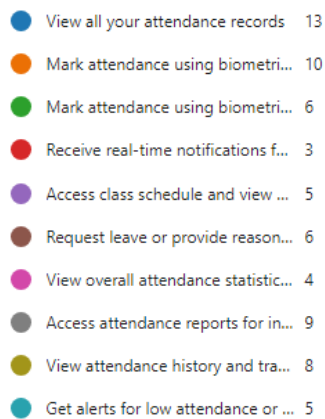 View all your attendance records 13
Mark attendance using biometri... 10
Mark attendance using biometri... 6
Receive real-time notifications f... 3
Access class schedule and view ... 5
Request leave or provide reason... 6
View overall attendance statistic... 4
Access attendance reports for in... 9
View attendance history and tra... 8
Get alerts for low attendance or ... 5